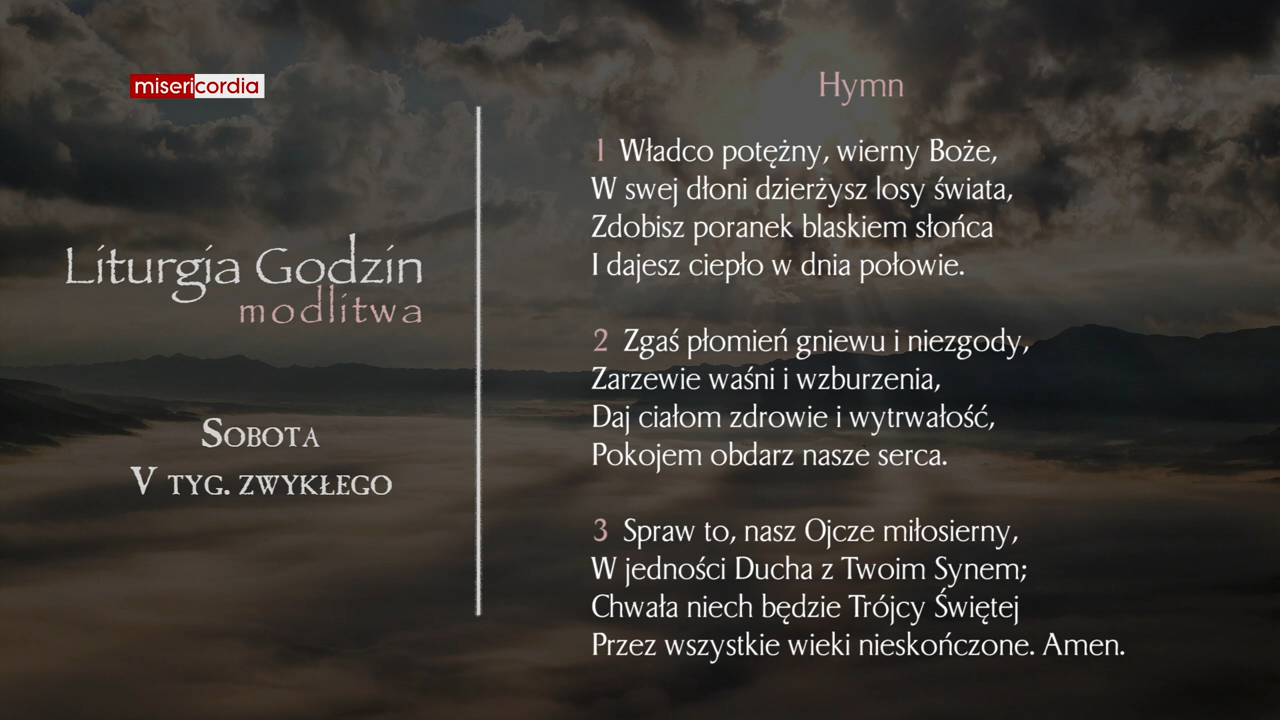 misericordia
Liturgia Godzin
modlitwa
Sobota
V tyg. zwykłego
Hymn
1 Władco potężny, wierny Boże,
W swej dłoni dzierżysz losy świata,
Zdobisz poranek blaskiem słońca
I dajesz ciepło w dnia połowie.
2 Zgaś płomień gniewu i niezgody,
Zarzewie waśni i wzburzenia,
Daj ciałom zdrowie i wytrwałość,
Pokojem obdarz nasze serca.
3 Spraw to, nasz Ojcze miłosierny,
W jedności Ducha z Twoim Synem;
Chwała niech będzie Trójcy Świętej
Przez wszystkie wieki nieskończone. Amen.